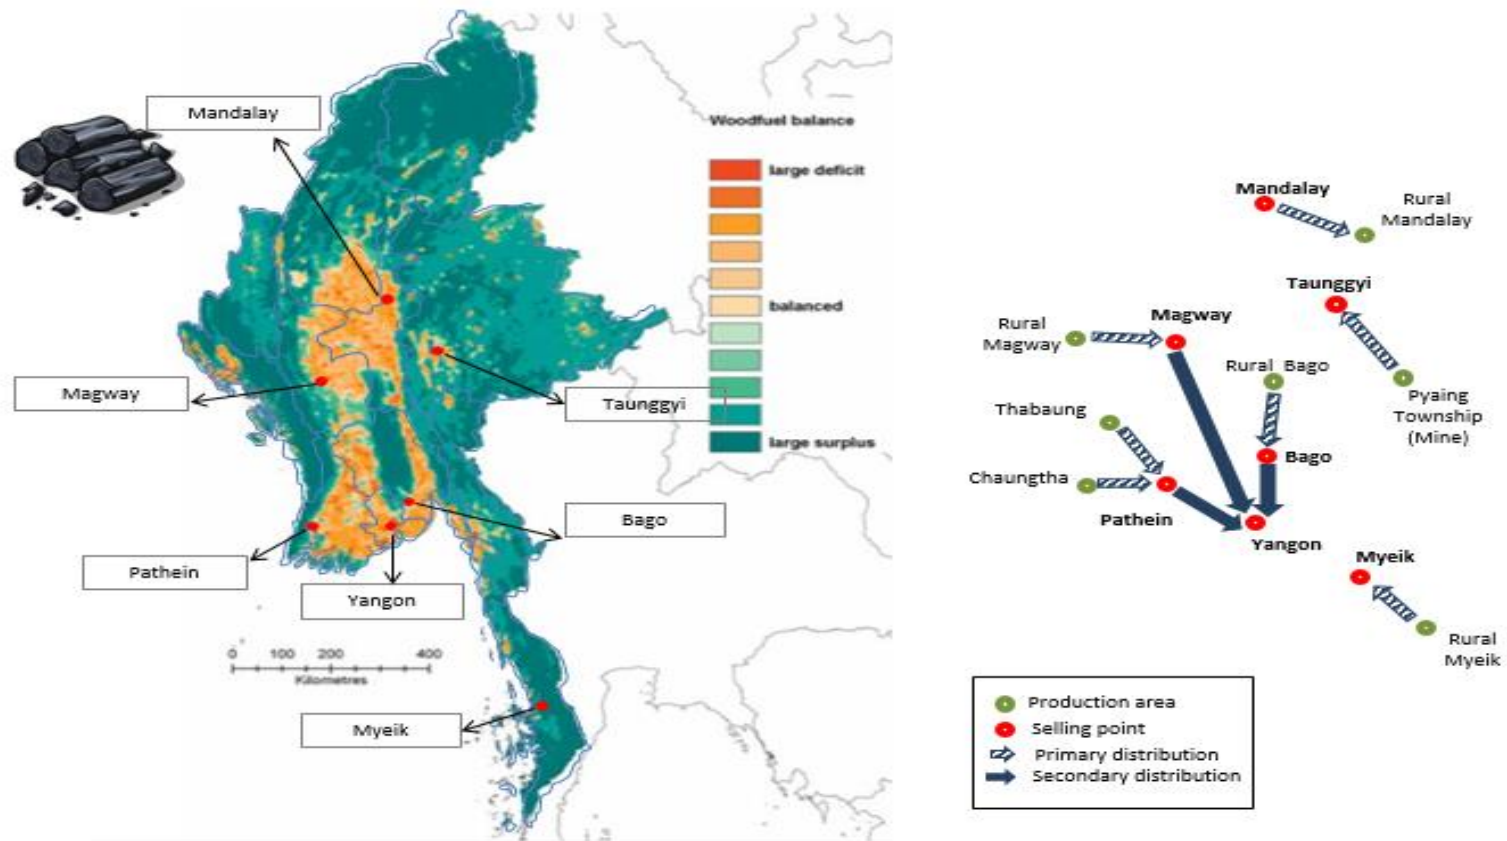 Mandalay
Woodfuel balance
large deficit
balanced
large surplus
Magway
Taunggyi
Bago
Pathein
Yangon
0 100 200 400
Kilometres
Myeik
Mandalay
Rural
Mandalay
Taunggyi
Magway
Rural
Magway
Rural Bago
Pyaing
Township
(Mine)
Thabaung
Bago
Chaungtha
Pathein
Yangon
Myeik
Rural
Myeik
Production area
Selling point
Primary distribution
Secondary distribution